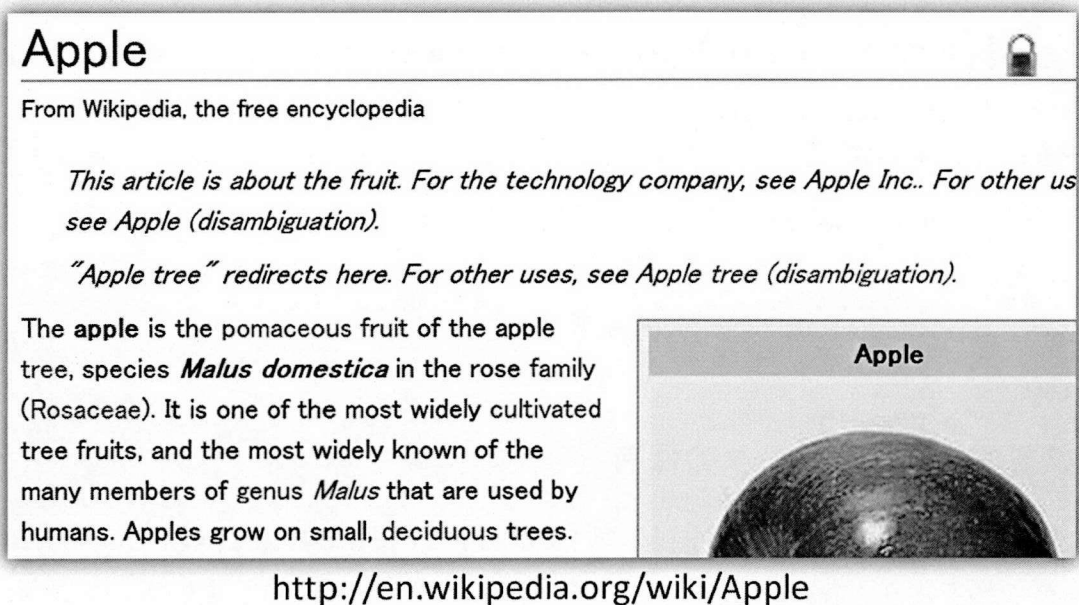 Apple
From Wikipedia, the free encyclopedia
This article is about the fruit. For the technology company, see Apple Inc.. For other us
see Apple (disambiguation).
"Apple tree" redirects here. For other uses, see Apple tree (disambiguation).
The apple is the pomaceous fruit of the apple
tree, species Malus domestica in the rose family
(Rosaceae). It is one of the most widely cultivated
tree fruits, and the most widely known of the
many members of genus Malus that are used by
humans. Apples grow on small, deciduous trees.
Apple
http://en.wikipedia.org/wiki/Apple